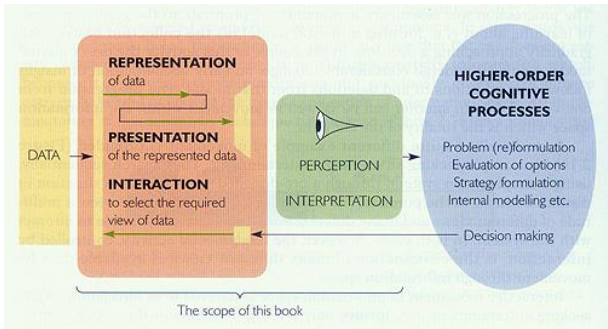 DATA
REPRESENTATION
of data
PRESENTATION
of the represented data
INTERACTION
to select the required
view of data
PERCEPTION
INTERPRETATION
HIGHER-ORDER
COGNITIVE
PROCESSES
Problem (re)formulation
Evaluation of options
Strategy formulation
Internal modelling etc.
Decision making
The scope of this book